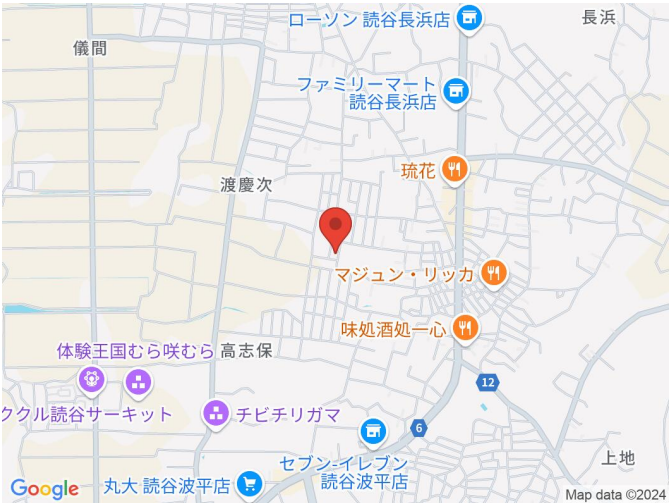 ローソン 読谷長浜店
長浜
儀間
ファミリーマート
読谷長浜店
琉花
渡慶次
マジュン・リッカ
味処酒処一心
体験王国むら咲むら
高志保
12
ククル読谷サーキット
チビチリガマ
6
セブン-イレブン
読谷波平店
上地
丸大 読谷波平店
Google
Map data ©2024